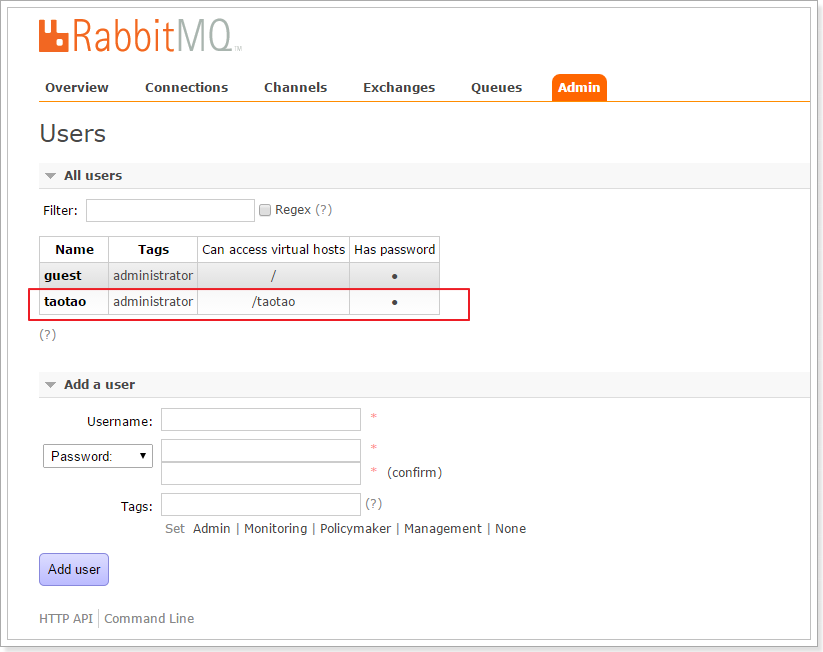 RabbitMQ™
Overview Connections Channels Exchanges Queues Admin
Users
All users
Filter: Regex (?)
Name Tags Can access virtual hosts Has password
guest administrator / ●
taotao administrator /taotao ●
(?)
Add a user
Username: *
Password: *
* (confirm)
Tags: (?)
Set Admin | Monitoring | Policymaker | Management | None
Add user
HTTP API Command Line